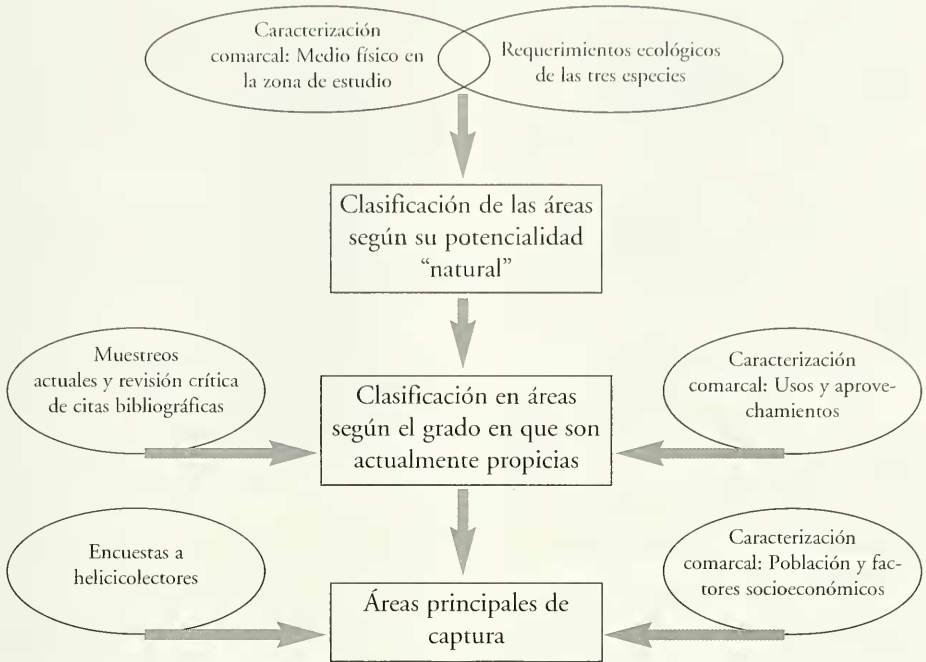 Caracterización
comarcal: Medio físico en
la zona de estudio
Requerimientos ecológicos
de las tres especies
Clasificación de las áreas
según su potencialidad
“natural”
Muestreos
actuales y revisión crítica
de citas bibliográficas
Clasificación en áreas
según el grado en que son
actualmente propicias
Caracterización
comarcal: Usos y aprove-
chamientos
Encuestas a
helicicolectores
Áreas principales de
captura
Caracterización
comarcal: Población y fac-
tores socioeconómicos